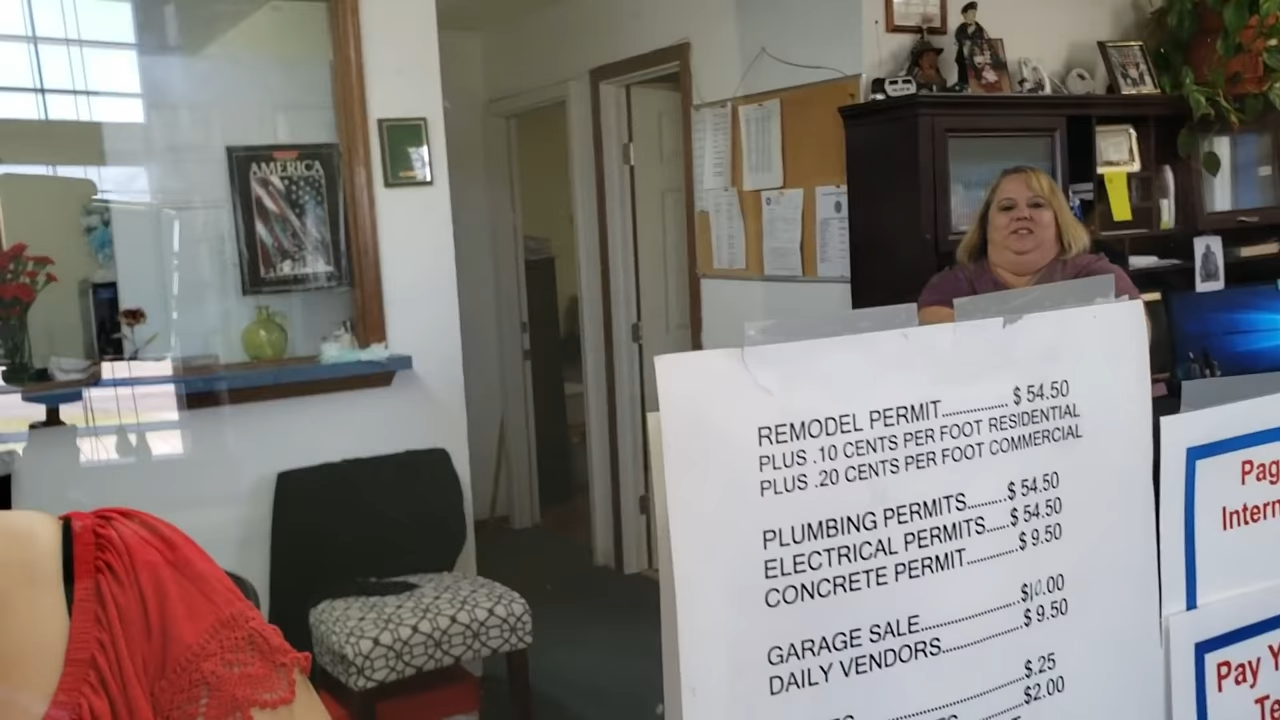 AMERICA
REMODEL PERMIT.................. $ 54.50
PLUS .10 CENTS PER FOOT RESIDENTIAL
PLUS .20 CENTS PER FOOT COMMERCIAL
PLUMBING PERMITS..........$ 54.50
ELECTRICAL PERMITS......$ 54.50
CONCRETE PERMIT..............$ 9.50
GARAGE SALE...........................$10.00
DAILY VENDORS........................$ 9.50
$.25
$2.00
Pag
Intern
Pay Y
Te